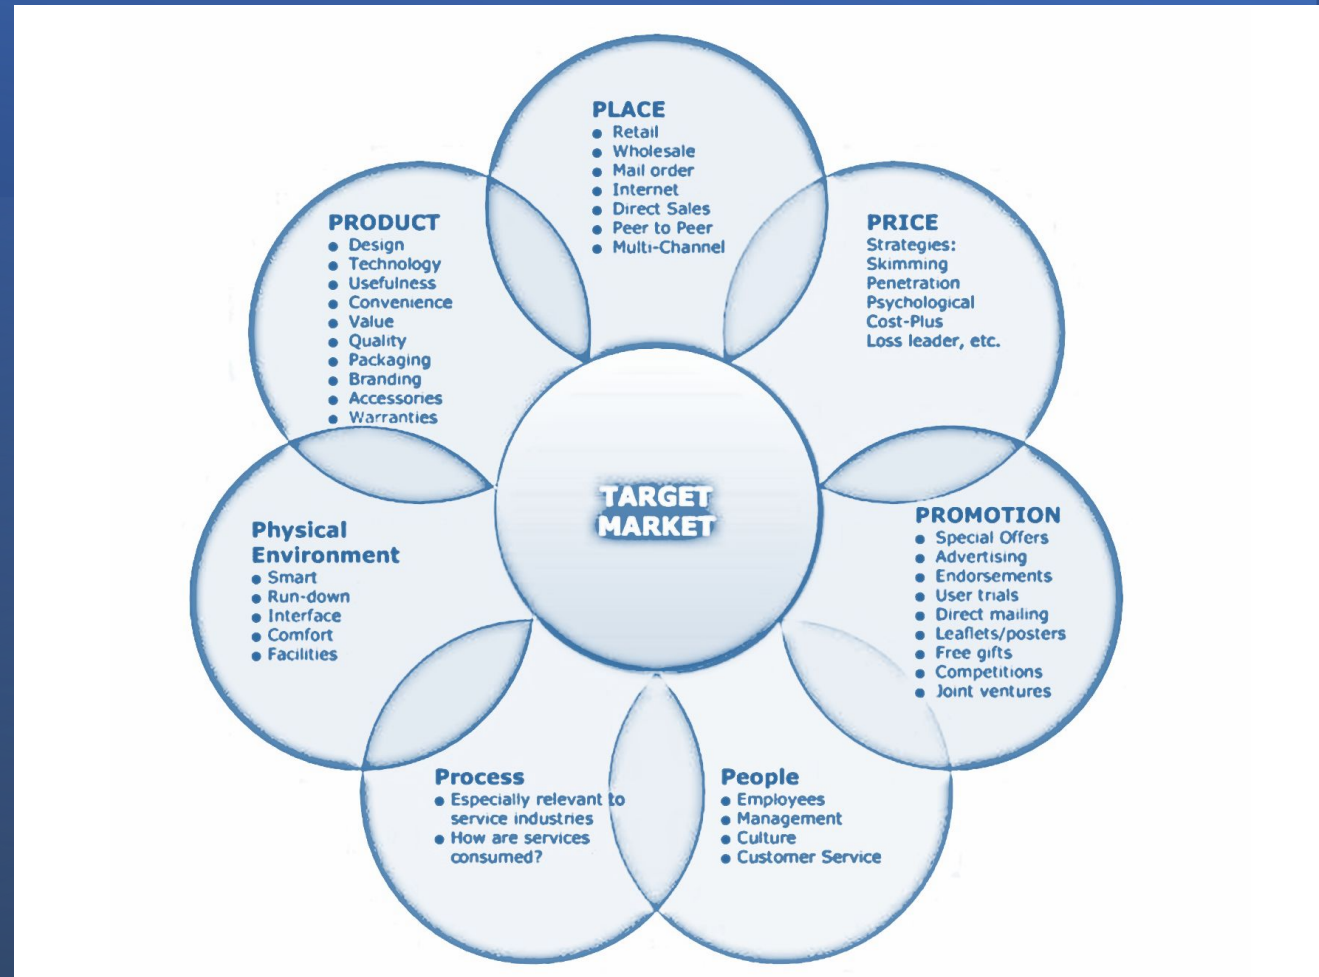 PLACE
● Retail
● Wholesale
● Mail order
● Internet
● Direct Sales
● Peer to Peer
● Multi-Channel
PRODUCT
● Design
● Technology
● Usefulness
● Convenience
● Value
● Quality
● Packaging
● Branding
● Accessories
● Warranties
PRICE
Strategies:
Skimming
Penetration
Psychological
Cost-Plus
Loss leader, etc.
TARGET
MARKET
Physical
Environment
● Smart
● Run-down
● Interface
● Comfort
● Facilities
PROMOTION
● Special Offers
● Advertising
● Endorsements
● User trials
● Direct mailing
● Leaflets/posters
● Free gifts
● Competitions
● Joint ventures
Process
● Especially relevant to
service industries
● How are services
consumed?
People
● Employees
● Management
● Culture
● Customer Service